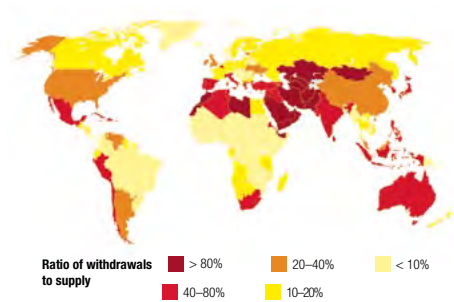 Ratio of withdrawals
to supply
> 80%
20–40%
< 10%
40–80%
10–20%